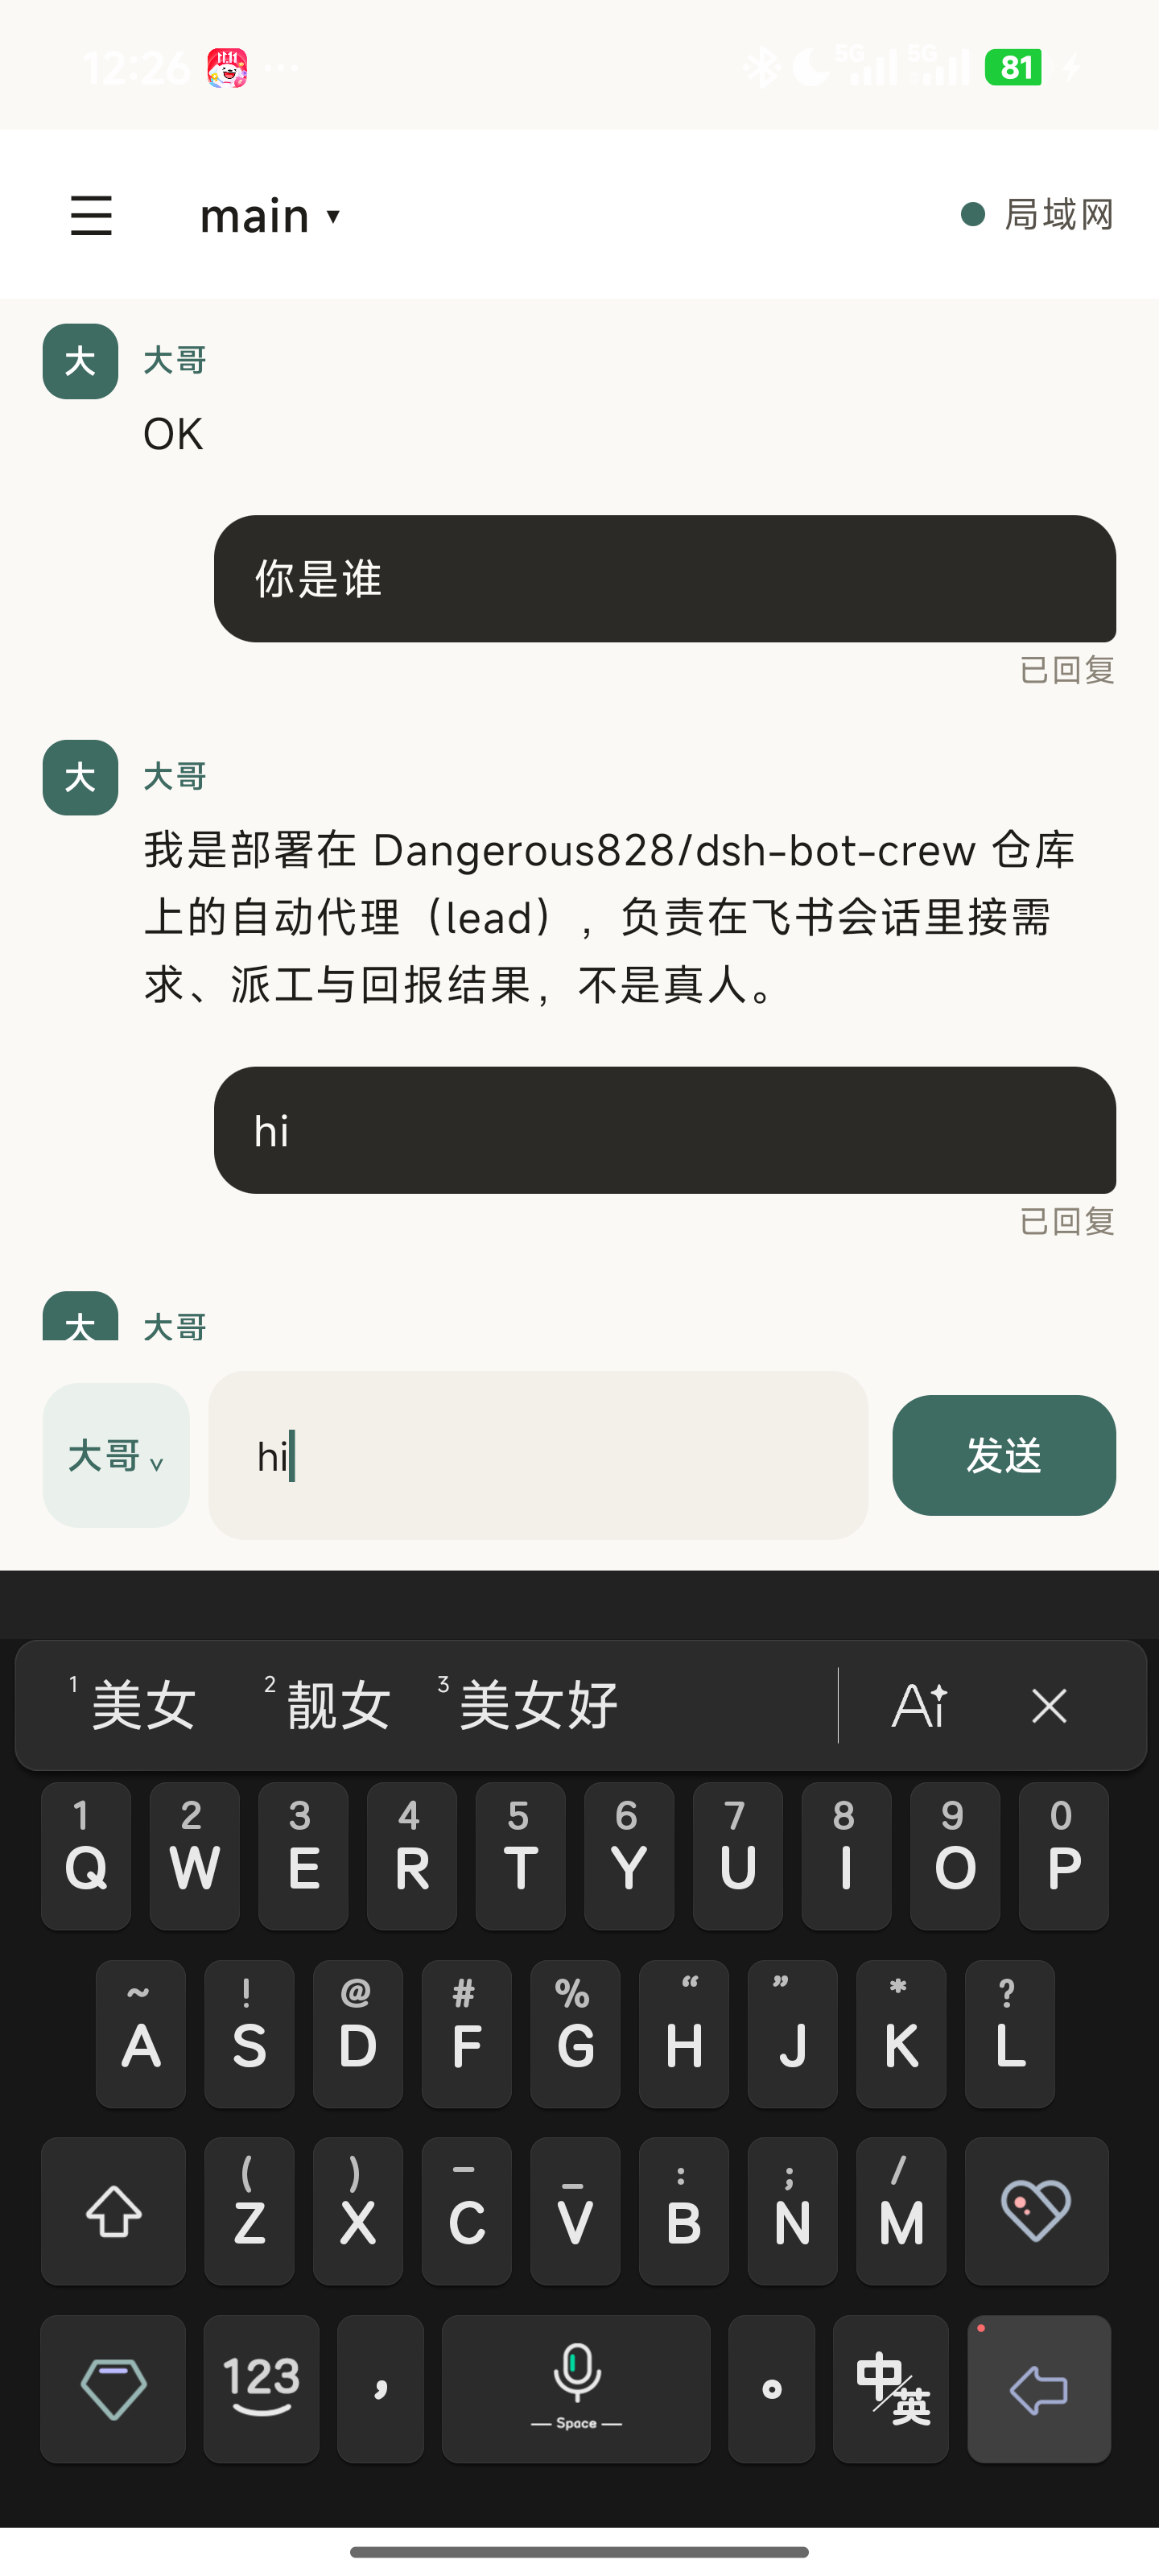 12:26 ··· 5G 5G 81
main ▾ 局域网
大 大哥
OK
你是谁
已回复
大 大哥
我是部署在 Dangerous828/dsh-bot-crew 仓库
上的自动代理（lead），负责在飞书会话里接需
求、派工与回报结果，不是真人。
hi
已回复
大 大哥
大哥 hi 发送
1 美女 2 靓女 3 美女好 Ai
1 2 3 4 5 6 7 8 9 0
Q W E R T Y U I O P
~ ! @ # % “ ” * ?
A S D F G H J K L
( ) – _ : ; /
Z X C V B N M
123 , Space 。 中/英